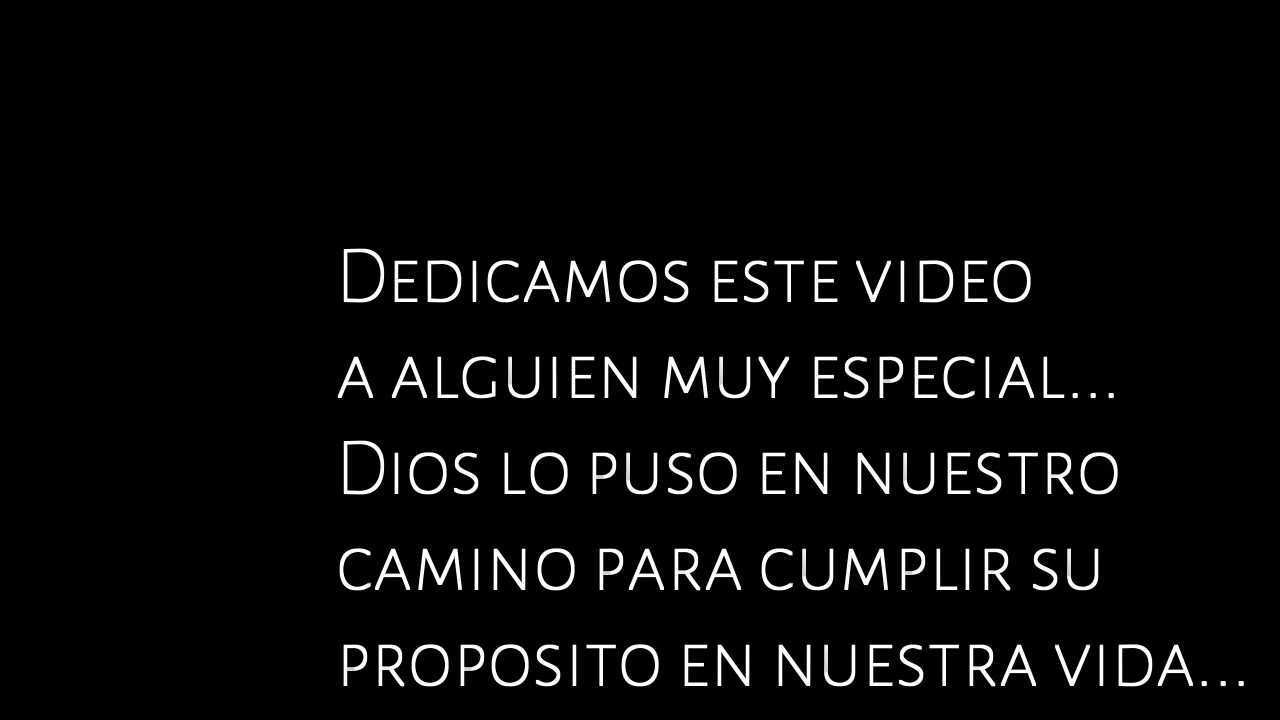 Dedicamos este video
a alguien muy especial...
Dios lo puso en nuestro
camino para cumplir su
proposito en nuestra vida...